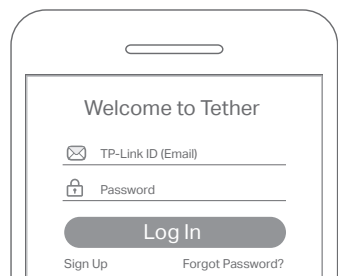 Welcome to Tether
TP-Link ID (Email)
Password
Log In
Sign Up Forgot Password?